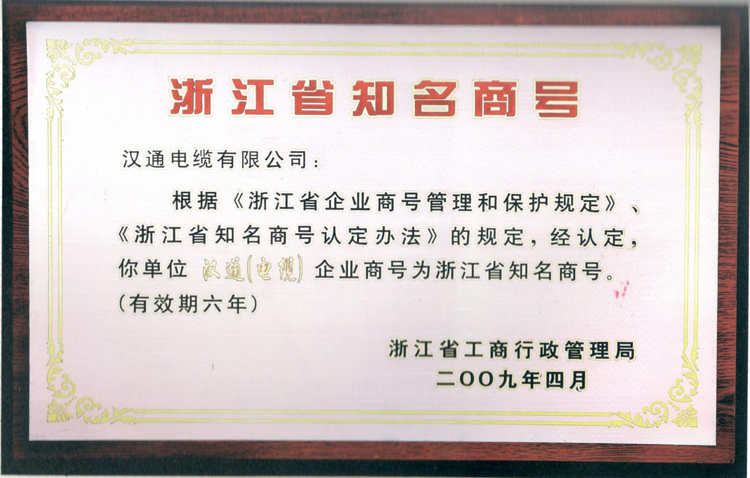 浙江省知名商号
汉通电缆有限公司：
根据《浙江省企业商号管理和保护规定》、
《浙江省知名商号认定办法》的规定，经认定，
你单位 汉通(电缆) 企业商号为浙江省知名商号。
(有效期六年)
浙江省工商行政管理局
二〇〇九年四月